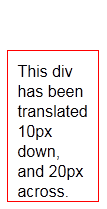 This div
has been
translated
10px
down,
and 20px
across.